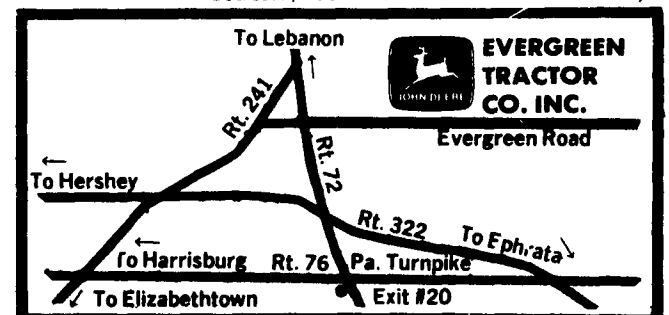 To Lebanon
EVERGREEN
TRACTOR
CO. INC.
JOHN DEERE
Rt. 241
Evergreen Road
Rt. 72
To Hershey
Rt. 322
To Ephrata
To Harrisburg
Rt. 76
Pa. Turnpike
To Elizabethtown
Exit #20